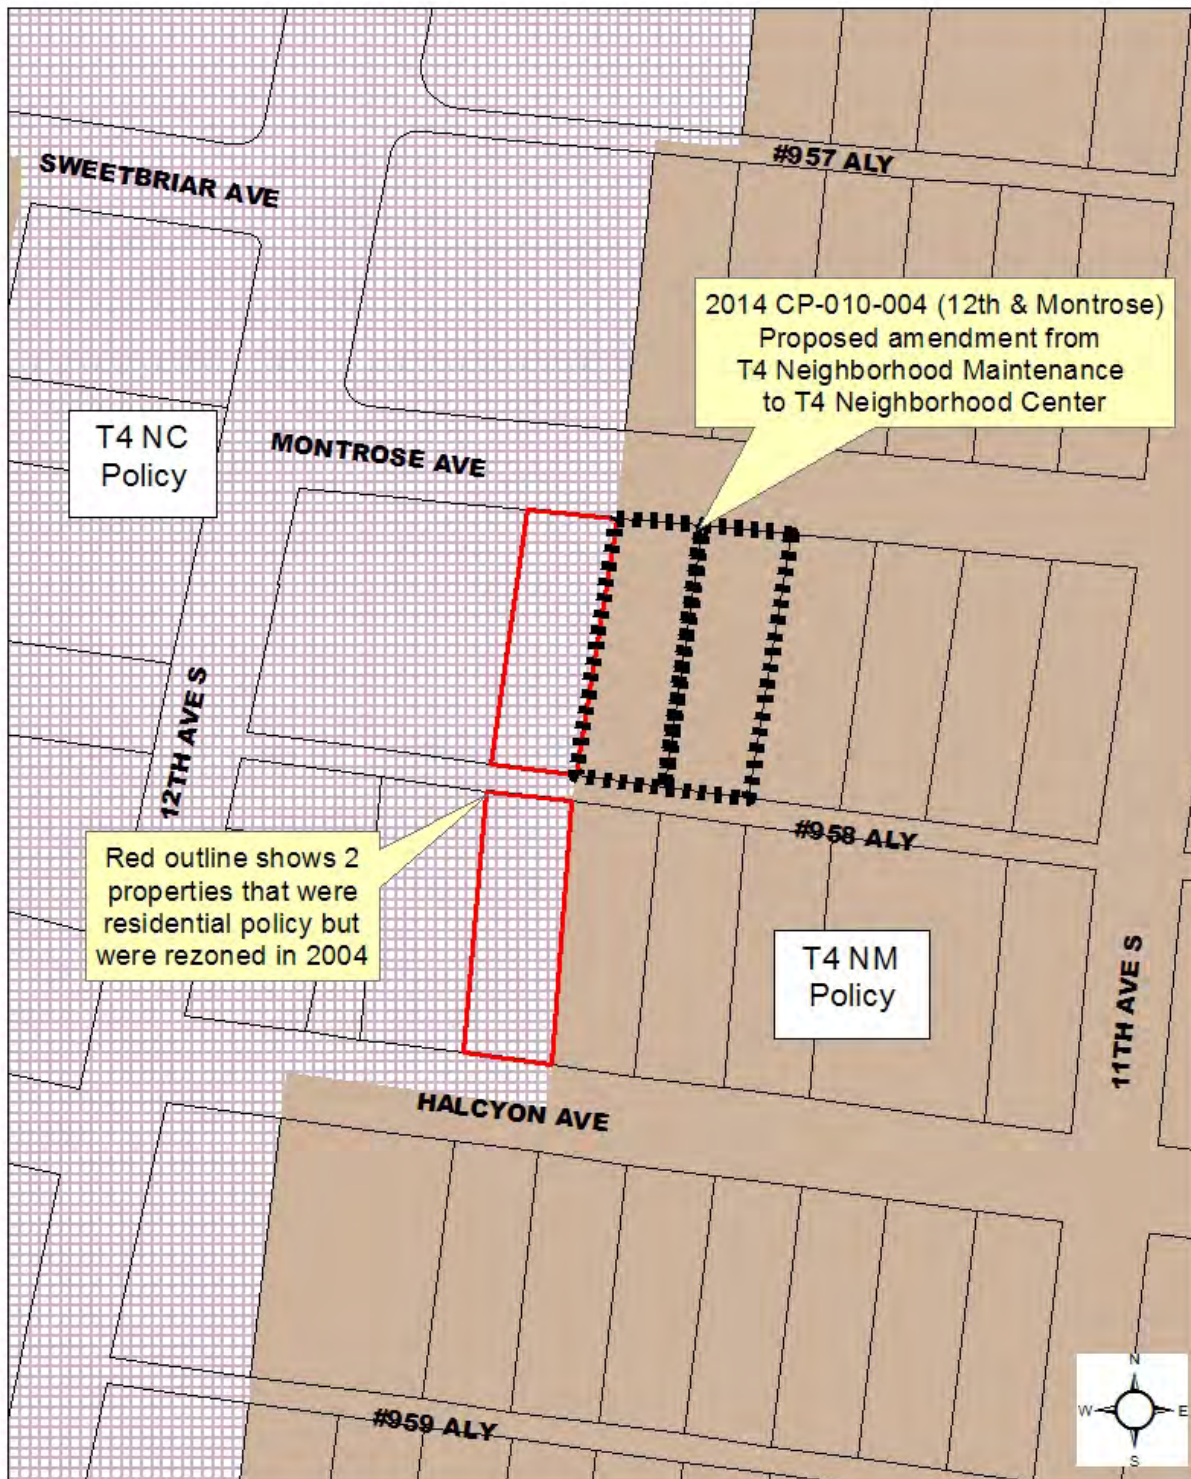 #957 ALY
SWEETBRIAR AVE
2014 CP-010-004 (12th & Montrose)
Proposed amendment from
T4 Neighborhood Maintenance
to T4 Neighborhood Center
T4 NC
Policy
MONTROSE AVE
12TH AVE S
#958 ALY
Red outline shows 2
properties that were
residential policy but
were rezoned in 2004
T4 NM
Policy
11TH AVE S
HALCYON AVE
#959 ALY
N
W
E
S